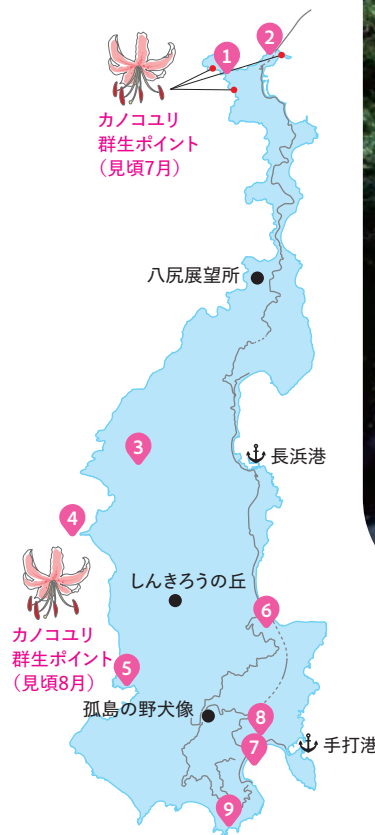 1
2
カノコユリ
群生ポイント
（見頃7月）
八尻展望所
3
長浜港
4
しんきろうの丘
カノコユリ
群生ポイント
（見頃8月）
5
6
孤島の野犬像
8
7
手打港
9